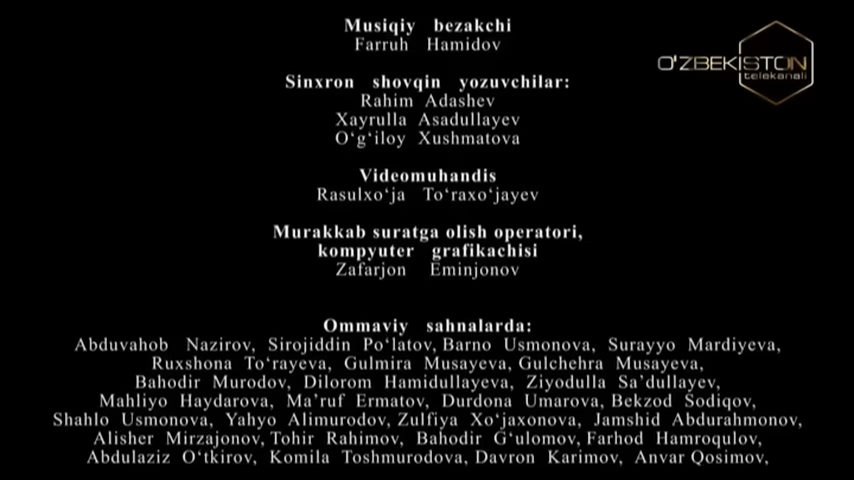 Musiqiy bezakchi
Farruh Hamidov
O'ZBEKISTON
telekanali
Sinxron shovqin yozuvchilar:
Rahim Adashev
Xayrulla Asadullayev
O‘g‘iloy Xushmatova
Videomuhandis
Rasulxo‘ja To‘raxo‘jayev
Murakkab suratga olish operatori,
kompyuter grafikachisi
Zafarjon Eminjonov
Ommaviy sahnalarda:
Abduvahob Nazirov, Sirojiddin Po‘latov, Barno Usmonova, Surayyo Mardiyeva,
Ruxshona To‘rayeva, Gulmira Musayeva, Gulchehra Musayeva,
Bahodir Murodov, Dilorom Hamidullayeva, Ziyodulla Sa’dullayev,
Mahliyo Haydarova, Ma’ruf Ermatov, Durdona Umarova, Bekzod Sodiqov,
Shahlo Usmonova, Yahyo Alimurodov, Zulfiya Xo‘jaxonova, Jamshid Abdurahmonov,
Alisher Mirzajonov, Tohir Rahimov, Bahodir G‘ulomov, Farhod Hamroqulov,
Abdulaziz O‘tkirov, Komila Toshmurodova, Davron Karimov, Anvar Qosimov,